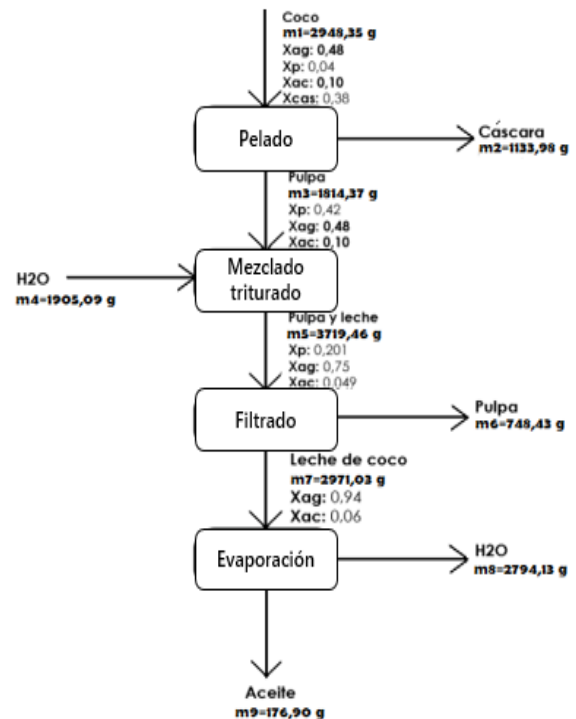 Coco
m1=2948,35 g
Xag: 0,48
Xp: 0,04
Xac: 0,10
Xcas: 0,38
Pelado
Cáscara
m2=1133,98 g
Pulpa
m3=1814,37 g
Xp: 0,42
Xag: 0,48
Xac: 0,10
H2O
m4=1905,09 g
Mezclado
triturado
Pulpa y leche
m5=3719,46 g
Xp: 0,201
Xag: 0,75
Xac: 0,049
Filtrado
Pulpa
m6=748,43 g
Leche de coco
m7=2971,03 g
Xag: 0,94
Xac: 0,06
Evaporación
H2O
m8=2794,13 g
Aceite
m9=176,90 g